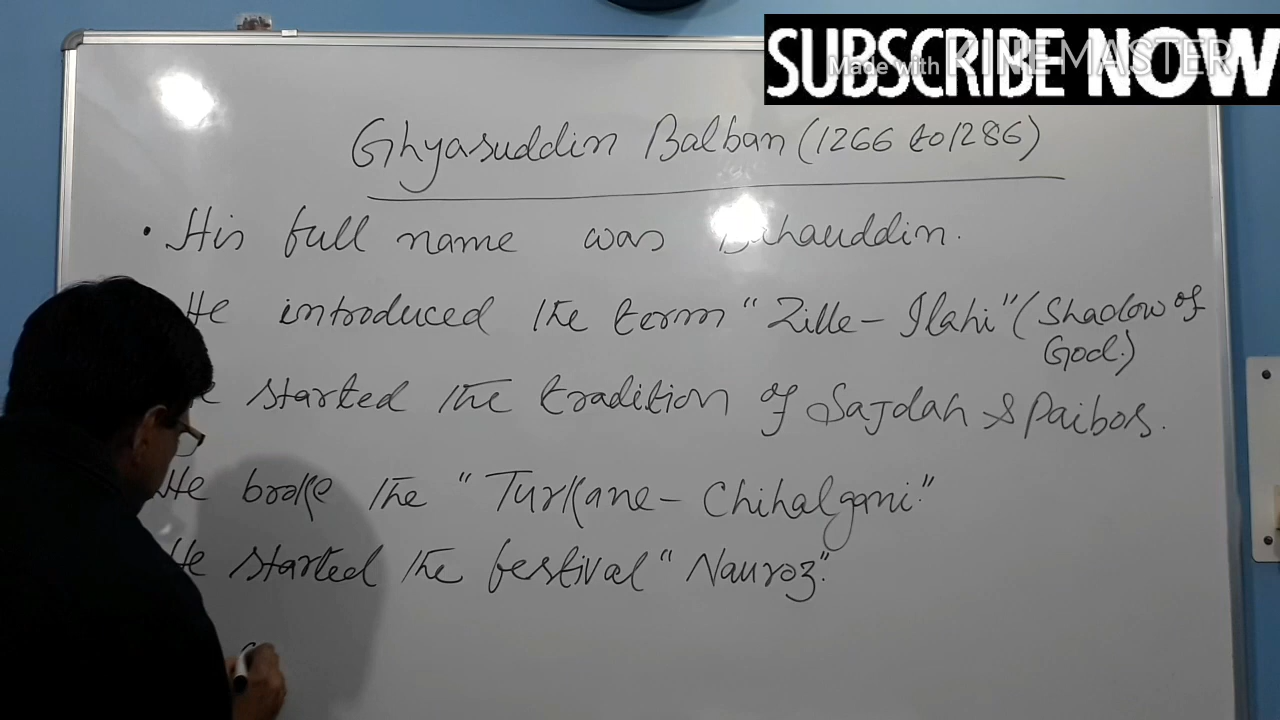 SUBSCRIBE NOW
Made with KINEMASTER
Ghyasuddin Balban (1266 to 1286)
• His full name was
He introduced the term "Zille - Ilahi" (Shadow of
God.)
started the tradition of Sajdah & Paibos.
He broke the "Turkane - Chihalgani."
He started the festival "Nauroz".